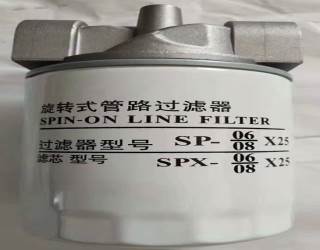 旋转式管路过滤器
SPIN-ON LINE FILTER
过滤器型号 SP-06/08 X25
滤芯 型号 SPX-06/08 X25